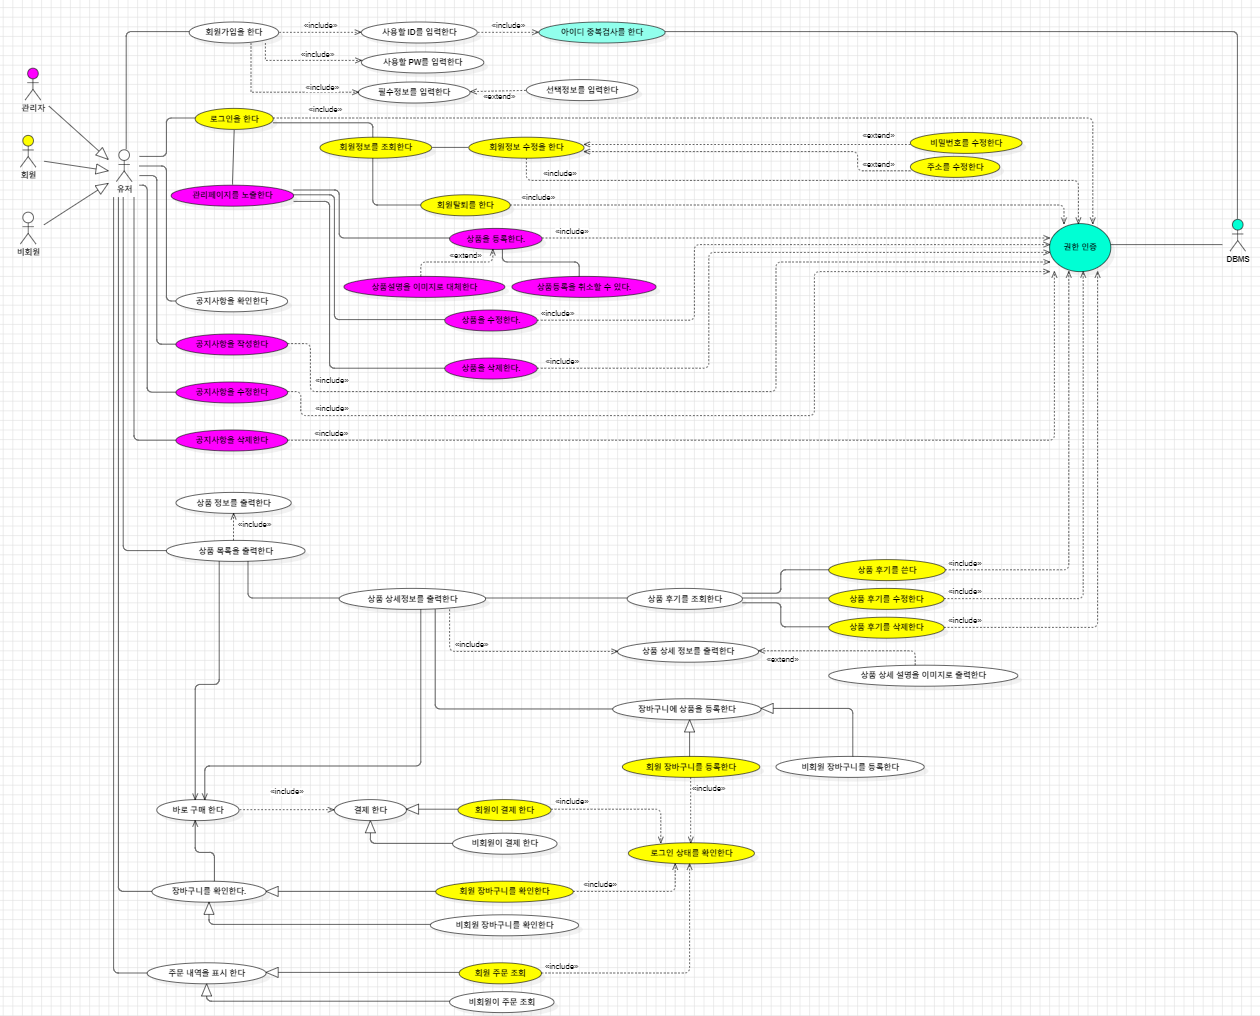 회원가입을 한다
«include»
사용할 ID를 입력한다
«include»
아이디 중복검사를 한다
«include»
사용할 PW를 입력한다
«include»
필수정보를 입력한다
«extend»
선택정보를 입력한다
관리자
회원
비회원
유저
로그인을 한다
«include»
회원정보를 조회한다
회원정보 수정을 한다
«extend»
비밀번호를 수정한다
«extend»
주소를 수정한다
«include»
관리페이지를 노출한다
회원탈퇴를 한다
«include»
상품을 등록한다.
«include»
«extend»
상품설명을 이미지로 대체한다
상품등록을 취소할 수 있다.
권한 인증
DBMS
공지사항을 확인한다
상품을 수정한다.
«include»
공지사항을 작성한다
상품을 삭제한다.
«include»
«include»
공지사항을 수정한다
«include»
공지사항을 삭제한다
«include»
상품 정보를 출력한다
«include»
상품 목록을 출력한다
상품 상세정보를 출력한다
상품 후기를 조회한다
상품 후기를 쓴다
«include»
상품 후기를 수정한다
«include»
상품 후기를 삭제한다
«include»
«include»
상품 상세 정보를 출력한다
«extend»
상품 상세 설명을 이미지로 출력한다
장바구니에 상품을 등록한다
회원 장바구니를 등록한다
비회원 장바구니를 등록한다
«include»
바로 구매 한다
«include»
결제 한다
회원이 결제 한다
«include»
비회원이 결제 한다
로그인 상태를 확인한다
장바구니를 확인한다.
회원 장바구니를 확인한다
«include»
비회원 장바구니를 확인한다
주문 내역을 표시 한다
회원 주문 조회
«include»
비회원이 주문 조회